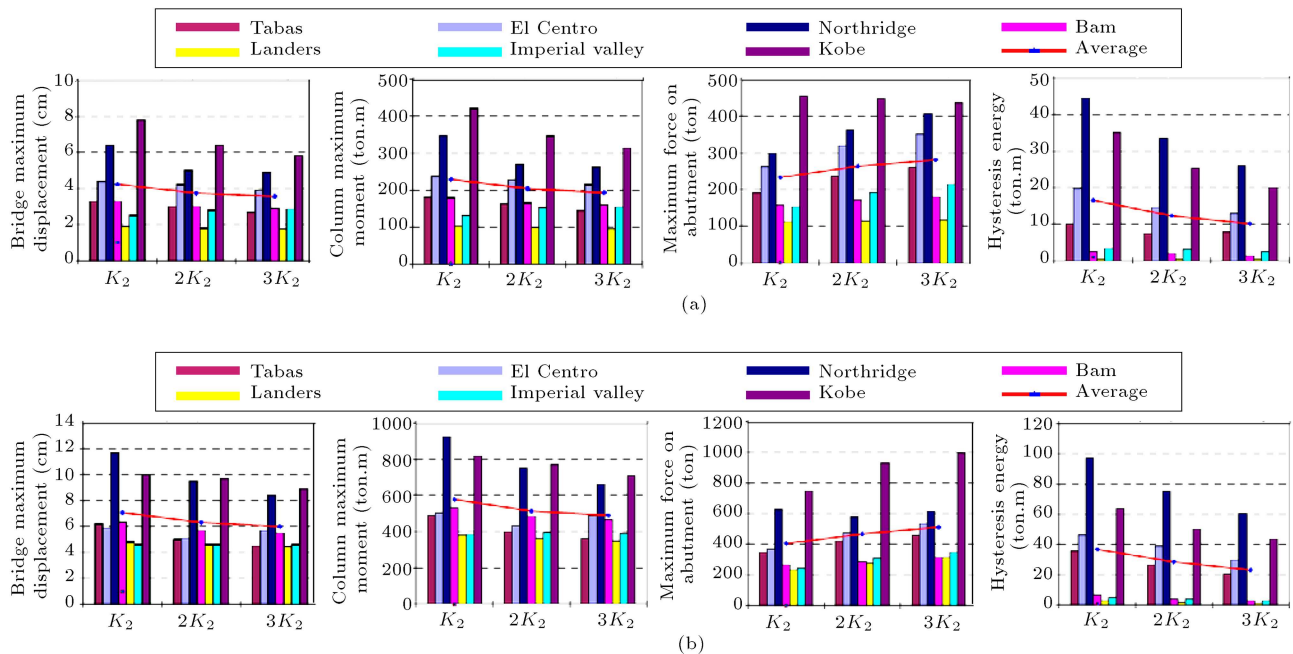 Tabas El Centro Northridge Bam
Landers Imperial valley Kobe Average
Bridge maximum
displacement (cm)
10
8
6
4
2
0
K2 2K2 3K2
Column maximum
moment (ton.m)
500
400
300
200
100
0
K2 2K2 3K2
Maximum force on
abutment (ton)
500
400
300
200
100
0
K2 2K2 3K2
Hysteresis energy
(ton.m)
50
40
30
20
10
0
K2 2K2 3K2
(a)
Tabas El Centro Northridge Bam
Landers Imperial valley Kobe Average
Bridge maximum
displacement (cm)
14
12
10
8
6
4
2
0
K2 2K2 3K2
Column maximum
moment (ton.m)
1000
800
600
400
200
0
K2 2K2 3K2
Maximum force on
abutment (ton)
1200
1000
800
600
400
200
0
K2 2K2 3K2
Hysteresis energy
(ton.m)
120
100
80
60
40
20
0
K2 2K2 3K2
(b)